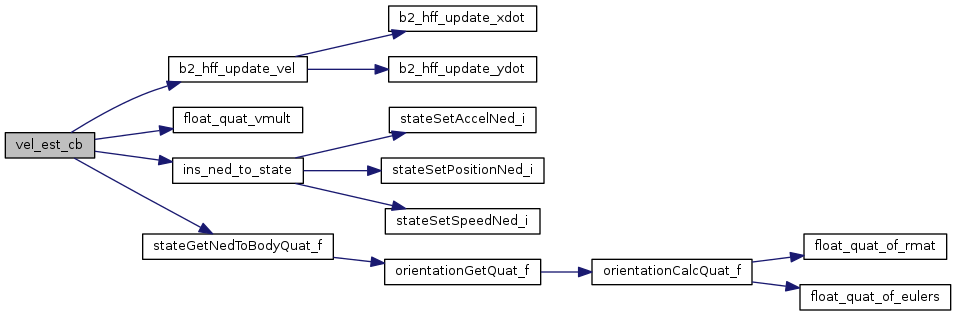 b2_hff_update_xdot
b2_hff_update_vel
b2_hff_update_ydot
float_quat_vmult
stateSetAccelNed_i
vel_est_cb
ins_ned_to_state
stateSetPositionNed_i
stateSetSpeedNed_i
stateGetNedToBodyQuat_f
float_quat_of_rmat
orientationGetQuat_f
orientationCalcQuat_f
float_quat_of_eulers